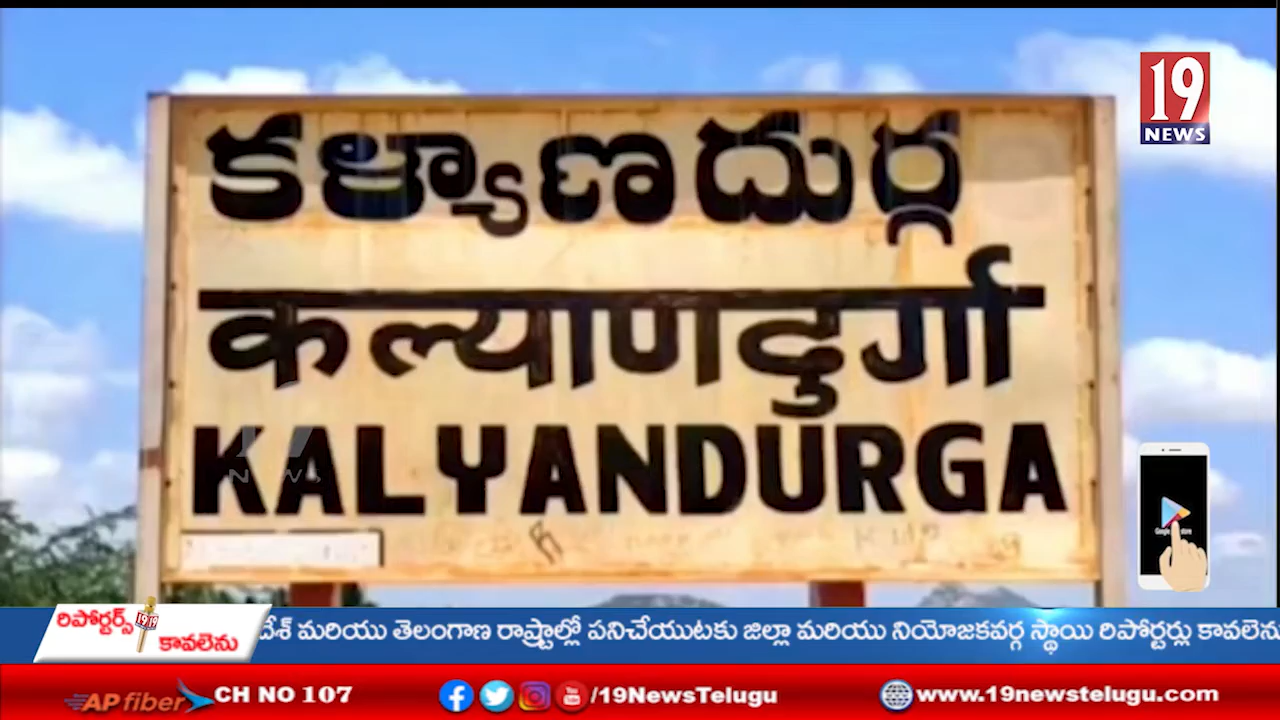 కళ్యాణదుర్గ
कल्याणदुर्गा
KALYANDURGA
19
NEWS
రిపోర్టర్స్
కావలెను
దేశ్ మరియు తెలంగాణ రాష్ట్రాల్లో పనిచేయుటకు జిల్లా మరియు నియోజకవర్గ స్థాయి రిపోర్టర్లు కావలెను
AP fiber CH NO 107 /19NewsTelugu www.19newstelugu.com